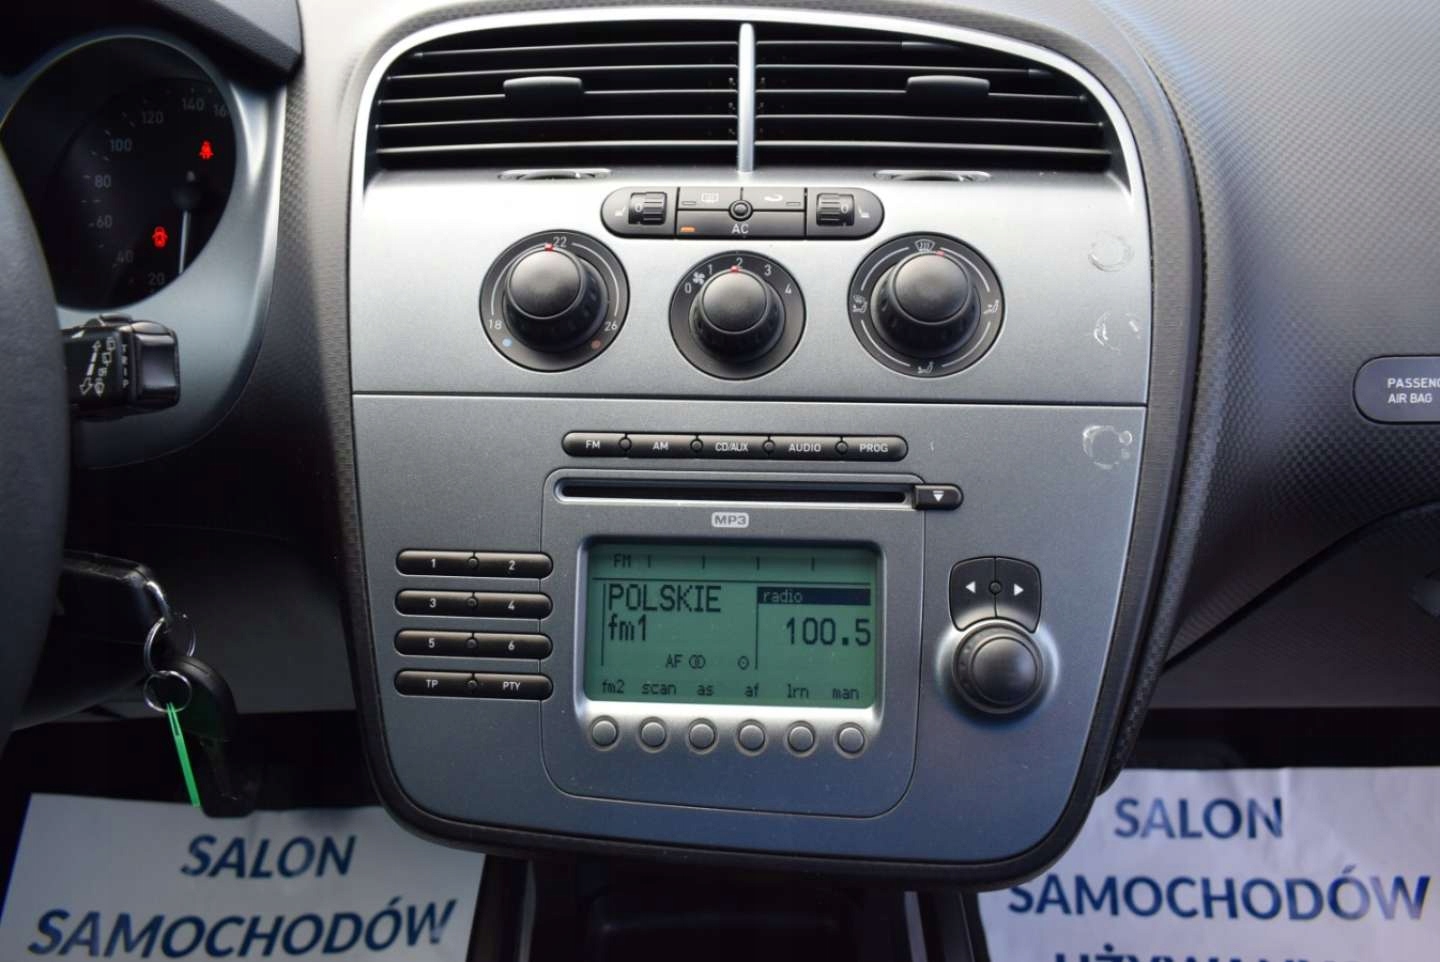 140
120
100
80
60
40
20
0
0
AC
22
18
26
0
1
2
3
4
FM
AM
CD/AUX
AUDIO
PROG
MP3
1
2
3
4
5
6
TP
PTY
FM
POLSKIE
fm1
radio
100.5
AF
fm2 scan as af lrn man
AIR BAG
SALON
SAMOCHODÓW
SALON
SAMOCHODÓW